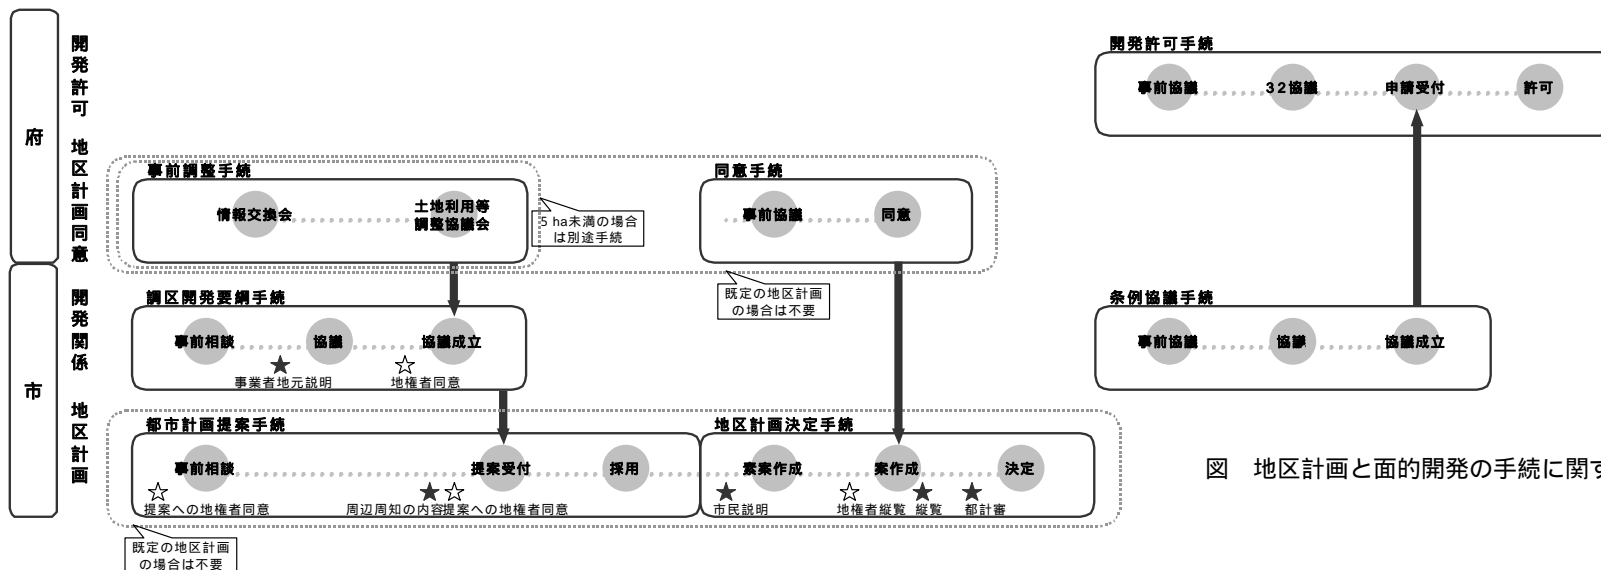 府
開発許可
地区計画同意
開発許可手続
事前協議
32協議
申請受付
許可
事前調整手続
情報交換会
土地利用等
調整協議会
5 ha未満の場合
は別途手続
同意手続
事前協議
同意
既定の地区計画
の場合は不要
市
開発関係
地区計画
調区開発要綱手続
事前相談
協議
協議成立
★
☆
事業者地元説明
地権者同意
条例協議手続
事前協議
協議
協議成立
都市計画提案手続
事前相談
提案受付
採用
☆
★
☆
提案への地権者同意
周辺周知の内容
提案への地権者同意
既定の地区計画
の場合は不要
地区計画決定手続
素案作成
案作成
決定
★
☆
★
★
市民説明
地権者縦覧
縦覧
都計審
図　地区計画と面的開発の手続に関す